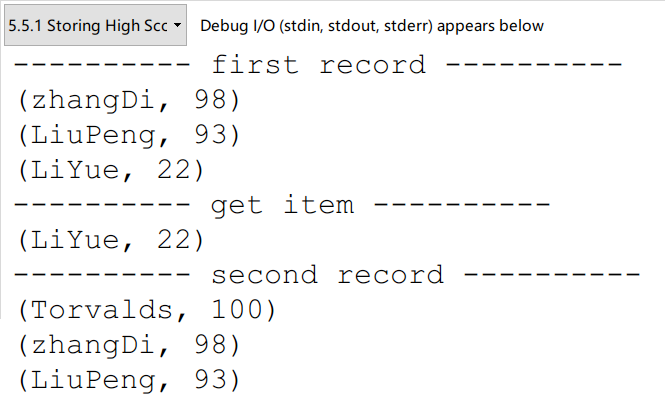 5.5.1 Storing High Sc Debug I/O (stdin, stdout, stderr) appears below
---------- first record ----------
(zhangDi, 98)
(LiuPeng, 93)
(LiYue, 22)
---------- get item ----------
(LiYue, 22)
---------- second record ----------
(Torvalds, 100)
(zhangDi, 98)
(LiuPeng, 93)